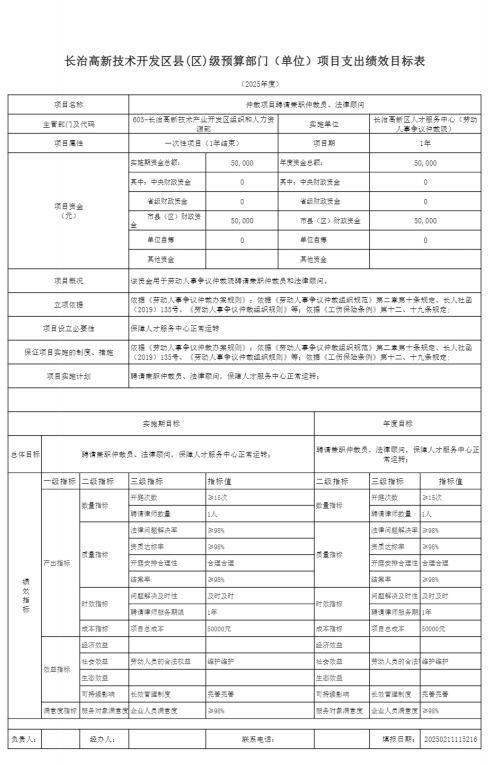 长治高新技术开发区县(区)级预算部门（单位）项目支出绩效目标表
（2025年度）
项目名称 仲裁项目聘请兼职仲裁员、法律顾问
主管部门及代码 605-长治高新技术产业开发区组织和人力资源部 实施单位 长治高新区人才服务中心（劳动人事争议仲裁院）
项目属性 一次性项目（1年结束） 项目期 1年
项目资金（元） 实施期资金总额： 50,000 年度资金总额： 50,000
其中：中央财政资金 0 其中：中央财政资金 0
省级财政资金 0 省级财政资金 0
市县（区）财政资金 50,000 市县（区）财政资金 50,000
单位自筹 0 单位自筹 0
其他资金 其他资金
项目概况 该资金用于劳动人事争议仲裁院聘请兼职仲裁员和法律顾问。
立项依据 依据《劳动人事争议仲裁办案规则》；依据《劳动人事争议仲裁组织规范》第二章第十条规定、长人社函（2019）135号、《劳动人事争议仲裁组织规则》等；依据《工伤保险条例》第十二、十九条规定；
项目设立必要性 保障人才服务中心正常运转
保证项目实施的制度、措施 依据《劳动人事争议仲裁办案规则》；依据《劳动人事争议仲裁组织规范》第二章第十条规定、长人社函（2019）135号、《劳动人事争议仲裁组织规则》等；依据《工伤保险条例》第十二、十九条规定；
项目实施计划 聘请兼职仲裁员、法律顾问，保障人才服务中心正常运转；
实施期目标 年度目标
总体目标 聘请兼职仲裁员、法律顾问，保障人才服务中心正常运转； 聘请兼职仲裁员、法律顾问，保障人才服务中心正常运转；
绩效指标 一级指标 二级指标 三级指标 指标值 二级指标 三级指标 指标值
产出指标 数量指标 开庭次数 ≥15次 数量指标 开庭次数 ≥15次
聘请律师数量 1人 聘请律师数量 1人
质量指标 法律问题解决率 ≥98% 质量指标 法律问题解决率 ≥98%
资质达标率 ≥98% 资质达标率 ≥98%
开庭安排合理性 合理合理 开庭安排合理性 合理合理
结案率 ≥98% 结案率 ≥98%
时效指标 问题解决及时性 及时及时 时效指标 问题解决及时性 及时及时
聘请律师服务期限 1年 聘请律师服务期 1年
成本指标 项目总成本 50000元 成本指标 项目总成本 50000元
效益指标 经济效益 经济效益
社会效益 劳动人员的合法权益 维护维护 社会效益 劳动人员的合法 维护维护
生态效益 生态效益
可持续影响 长效管理制度 完善完善 可持续影响 长效管理制度 完善完善
满意度指标 服务对象满意度 企业人员满意度 ≥98% 服务对象满意度 企业人员满意度 ≥98%
负责人： 经办人： 联系电话： 填报日期： 20250211115216